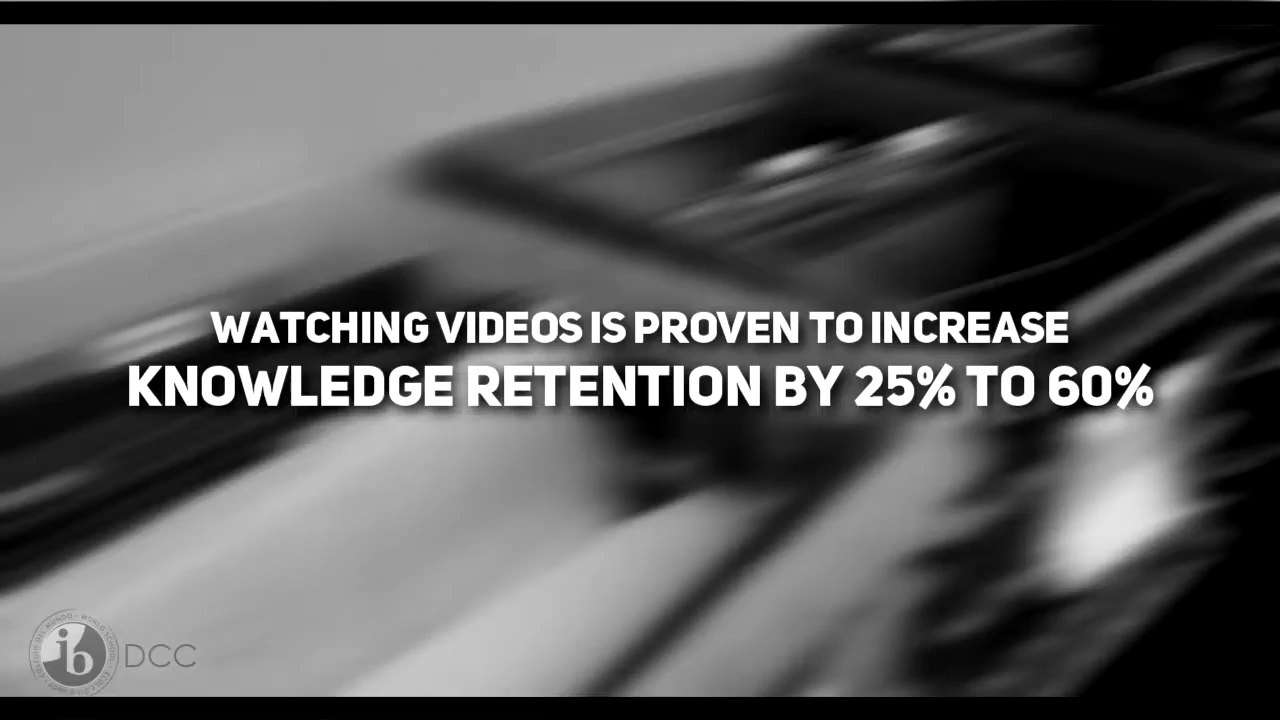 WATCHING VIDEOS IS PROVEN TO INCREASE
KNOWLEDGE RETENTION BY 25% TO 60%
ib DCC